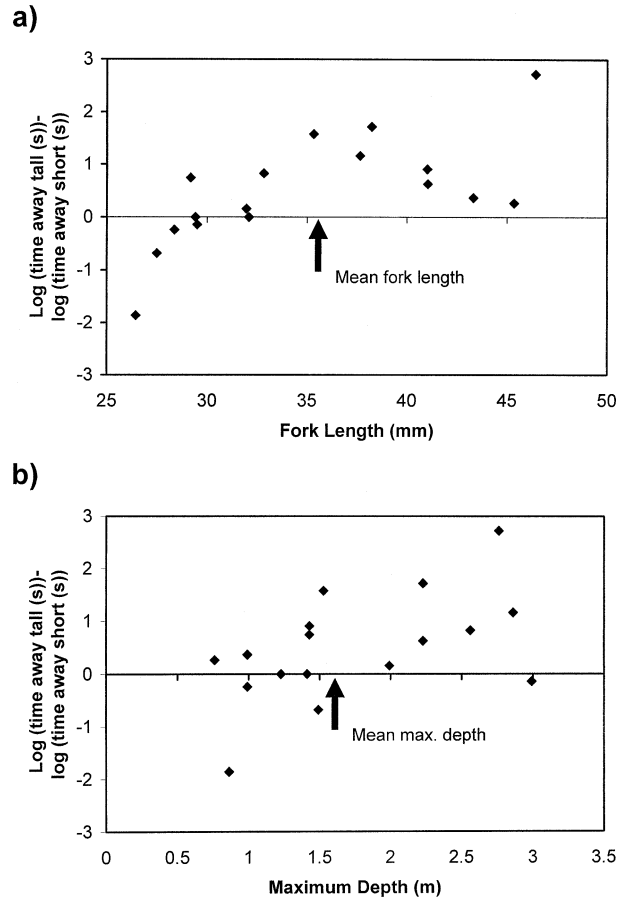 a)
Log (time away tall (s))-
log (time away short (s))
3
2
1
0
-1
-2
-3
Mean fork length
25 30 35 40 45 50
Fork Length (mm)
b)
Log (time away tall (s))-
log (time away short (s))
3
2
1
0
-1
-2
-3
Mean max. depth
0 0.5 1 1.5 2 2.5 3 3.5
Maximum Depth (m)